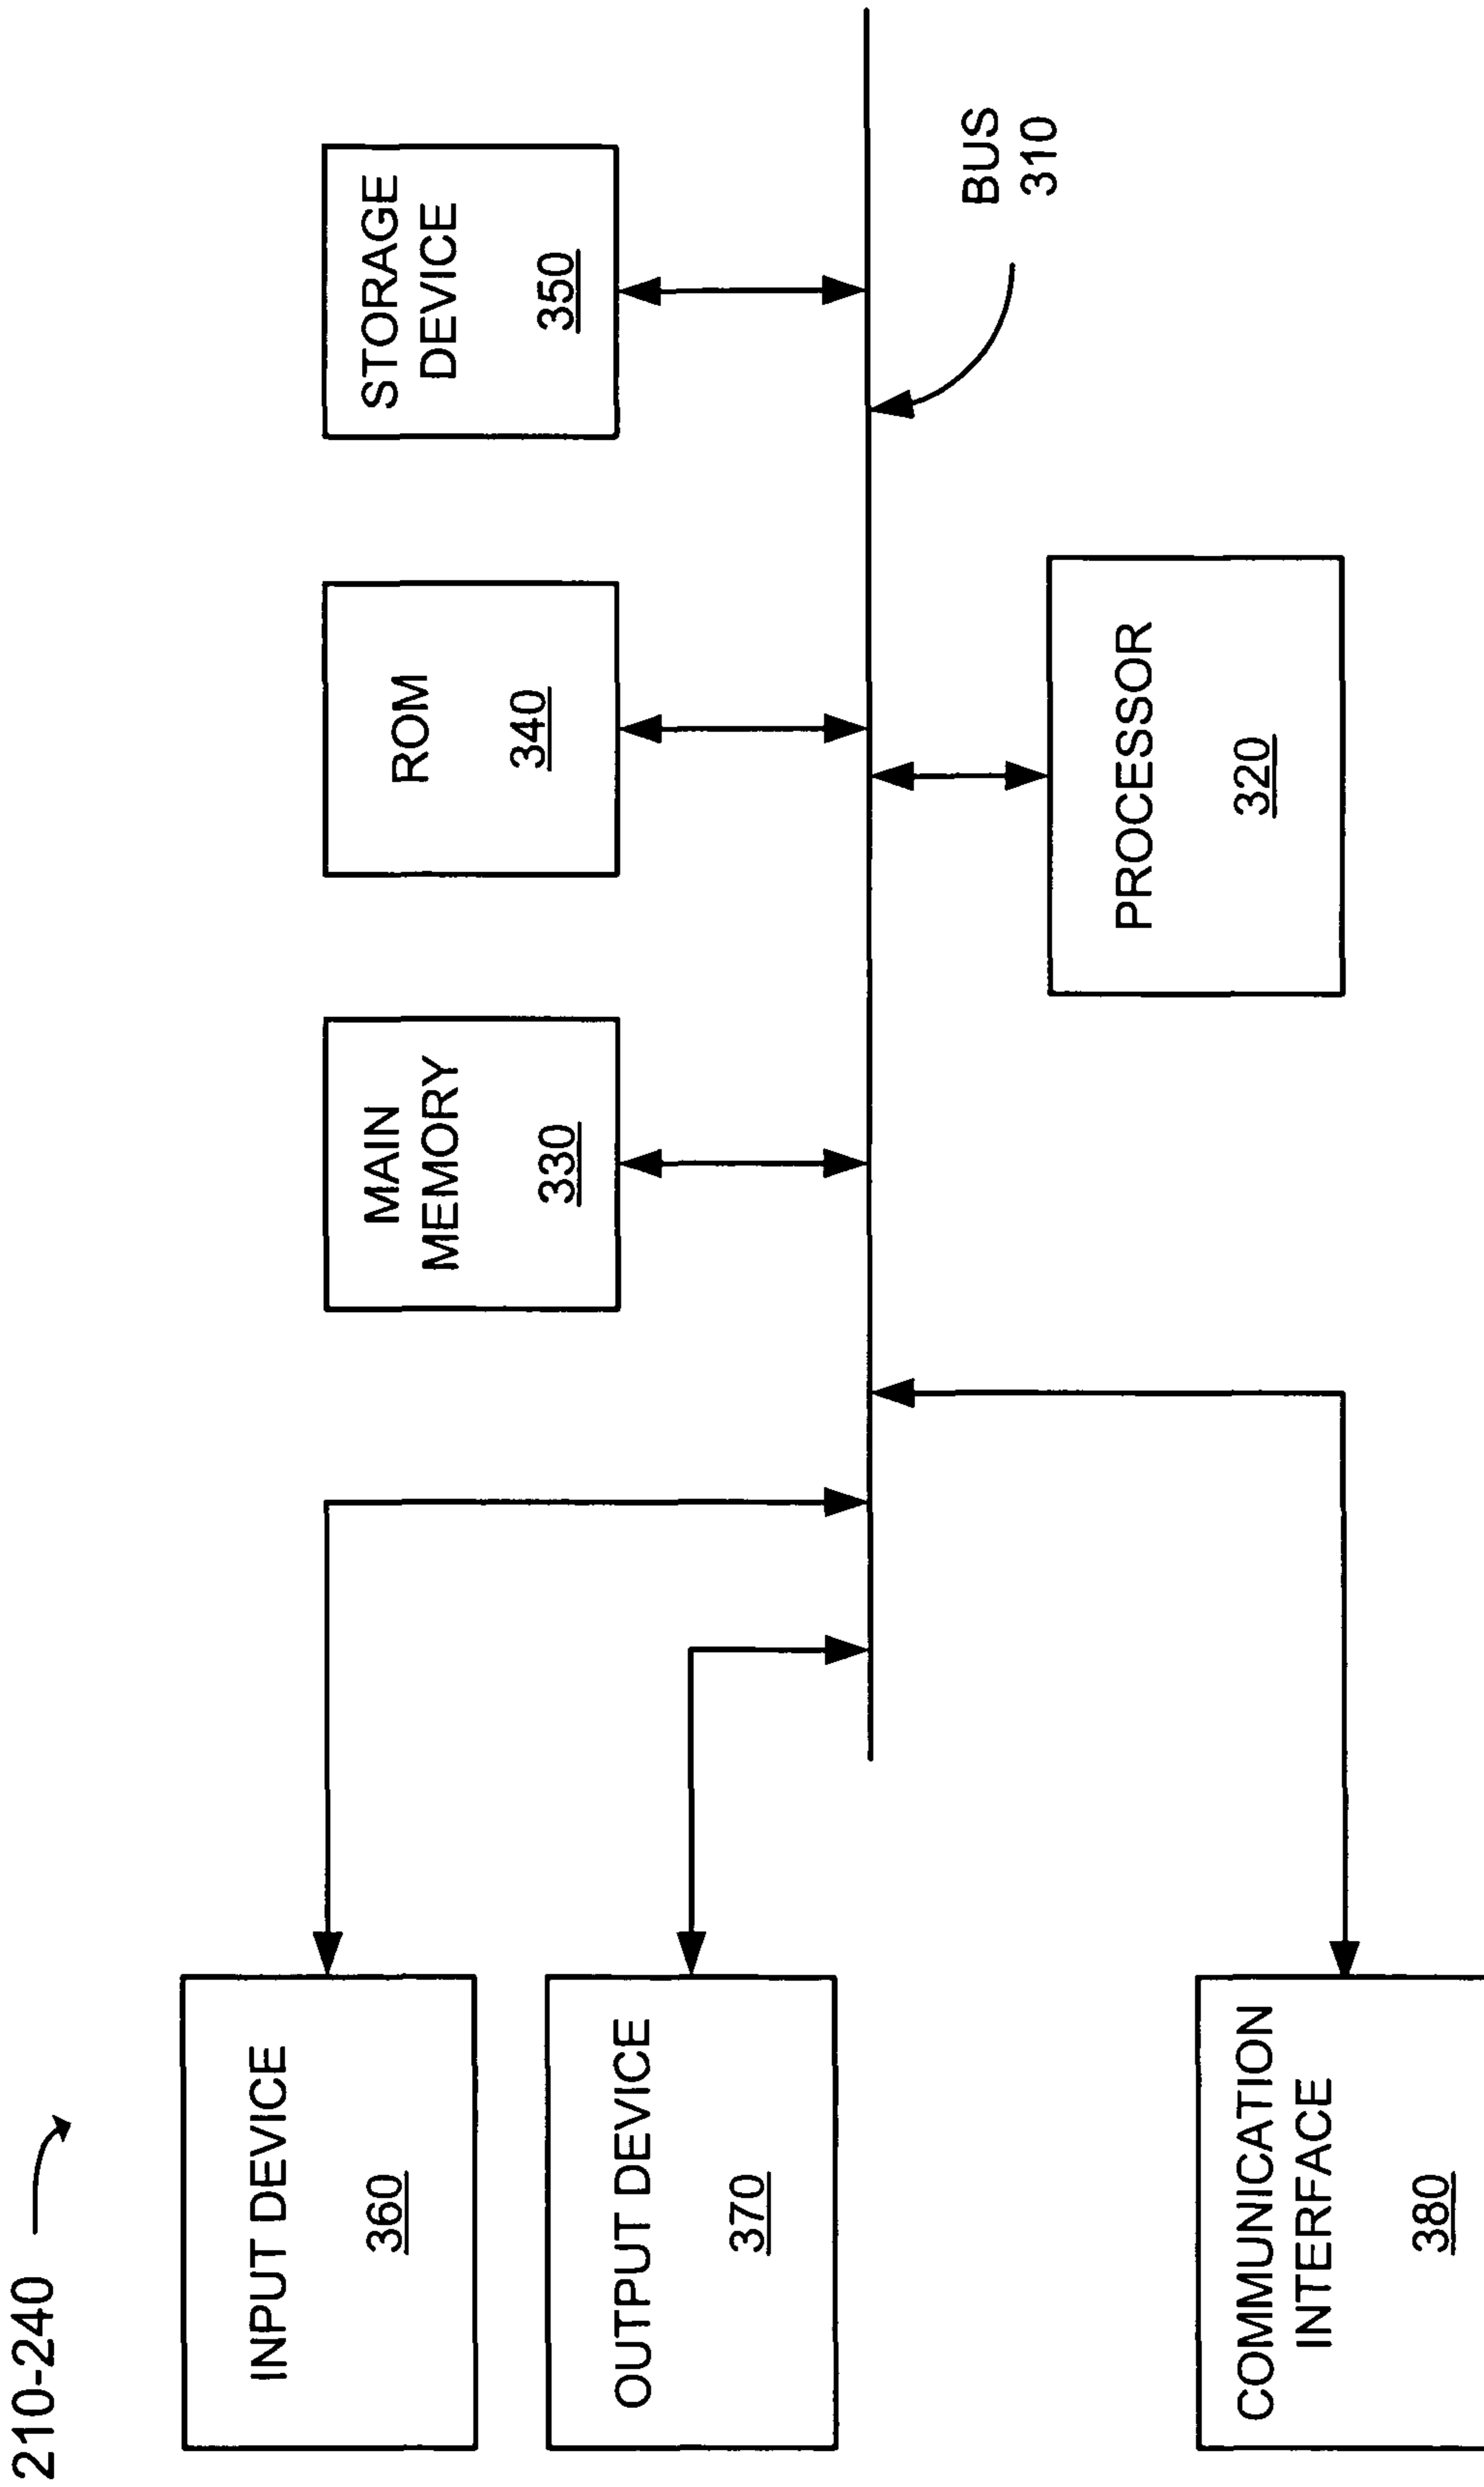 210-240
INPUT DEVICE
360
OUTPUT DEVICE
370
COMMUNICATION
INTERFACE
380
MAIN
MEMORY
330
ROM
340
STORAGE
DEVICE
350
PROCESSOR
320
BUS
310